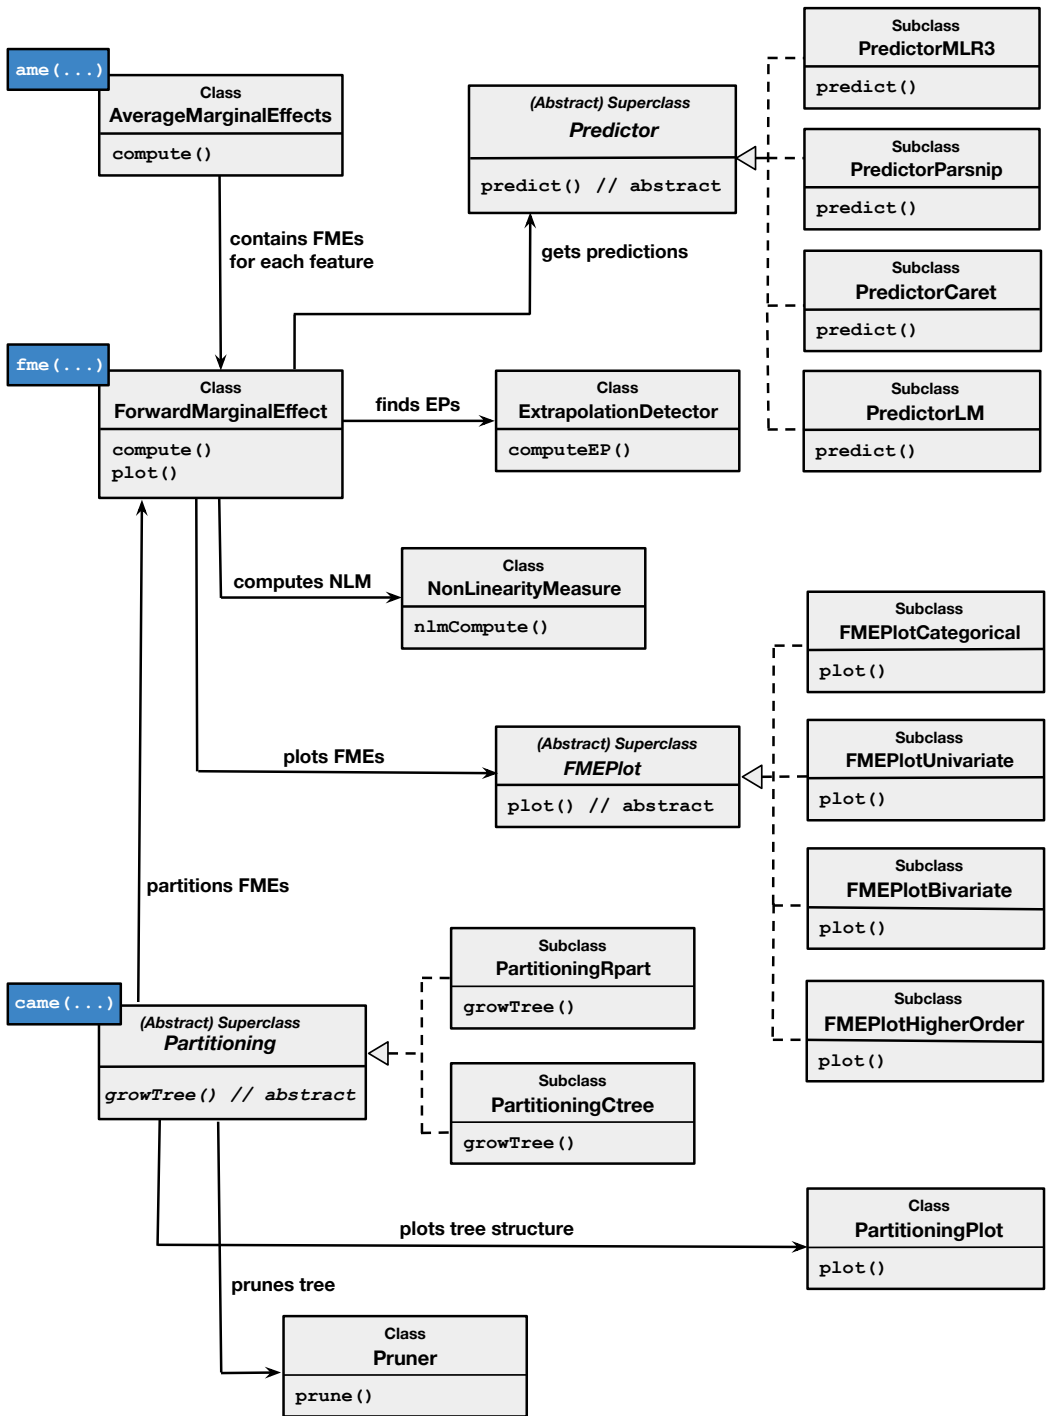 ame(...)
Class
AverageMarginalEffects
compute()
contains FMEs
for each feature
(Abstract) Superclass
Predictor
predict() // abstract
gets predictions
Subclass
PredictorMLR3
predict()
Subclass
PredictorParsnip
predict()
Subclass
PredictorCaret
predict()
Subclass
PredictorLM
predict()
fme(...)
Class
ForwardMarginalEffect
compute()
plot()
finds EPs
Class
ExtrapolationDetector
computeEP()
computes NLM
Class
NonLinearityMeasure
nlmCompute()
plots FMEs
(Abstract) Superclass
FMEPlot
plot() // abstract
Subclass
FMEPlotCategorical
plot()
Subclass
FMEPlotUnivariate
plot()
Subclass
FMEPlotBivariate
plot()
Subclass
FMEPlotHigherOrder
plot()
partitions FMEs
came(...)
(Abstract) Superclass
Partitioning
growTree() // abstract
Subclass
PartitioningRpart
growTree()
Subclass
PartitioningCtree
growTree()
plots tree structure
Class
PartitioningPlot
plot()
prunes tree
Class
Pruner
prune()